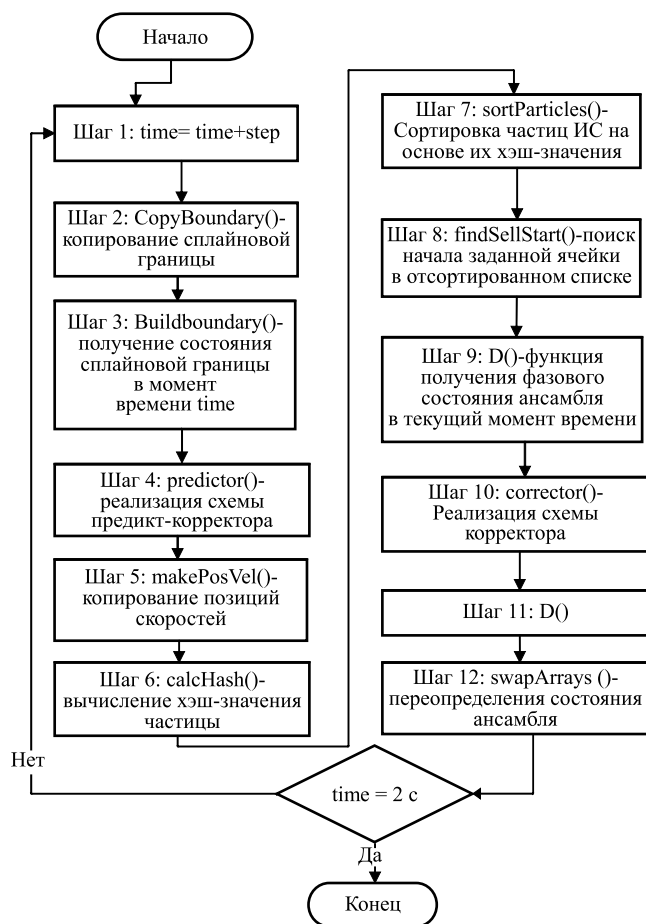 Начало
Шаг 1: time= time+step
Шаг 2: CopyBoundary()-
копирование сплайновой
границы
Шаг 3: Buildboundary()-
получение состояния
сплайновой границы
в момент
времени time
Шаг 4: predictor()-
реализация схемы
предикт-корректора
Шаг 5: makePosVel()-
копирование позиций
скоростей
Шаг 6: calcHash()-
вычисление хэш-значения
частицы
Шаг 7: sortParticles()-
Сортировка частиц ИС на
основе их хэш-значения
Шаг 8: findSellStart()-поиск
начала заданной ячейки
в отсортированном списке
Шаг 9: D()-функция
получения фазового
состояния ансамбля
в текущий момент времени
Шаг 10: corrector()-
Реализация схемы
корректора
Шаг 11: D()
Шаг 12: swapArrays ()-
переопределения состояния
ансамбля
Нет
time = 2 с
Да
Конец